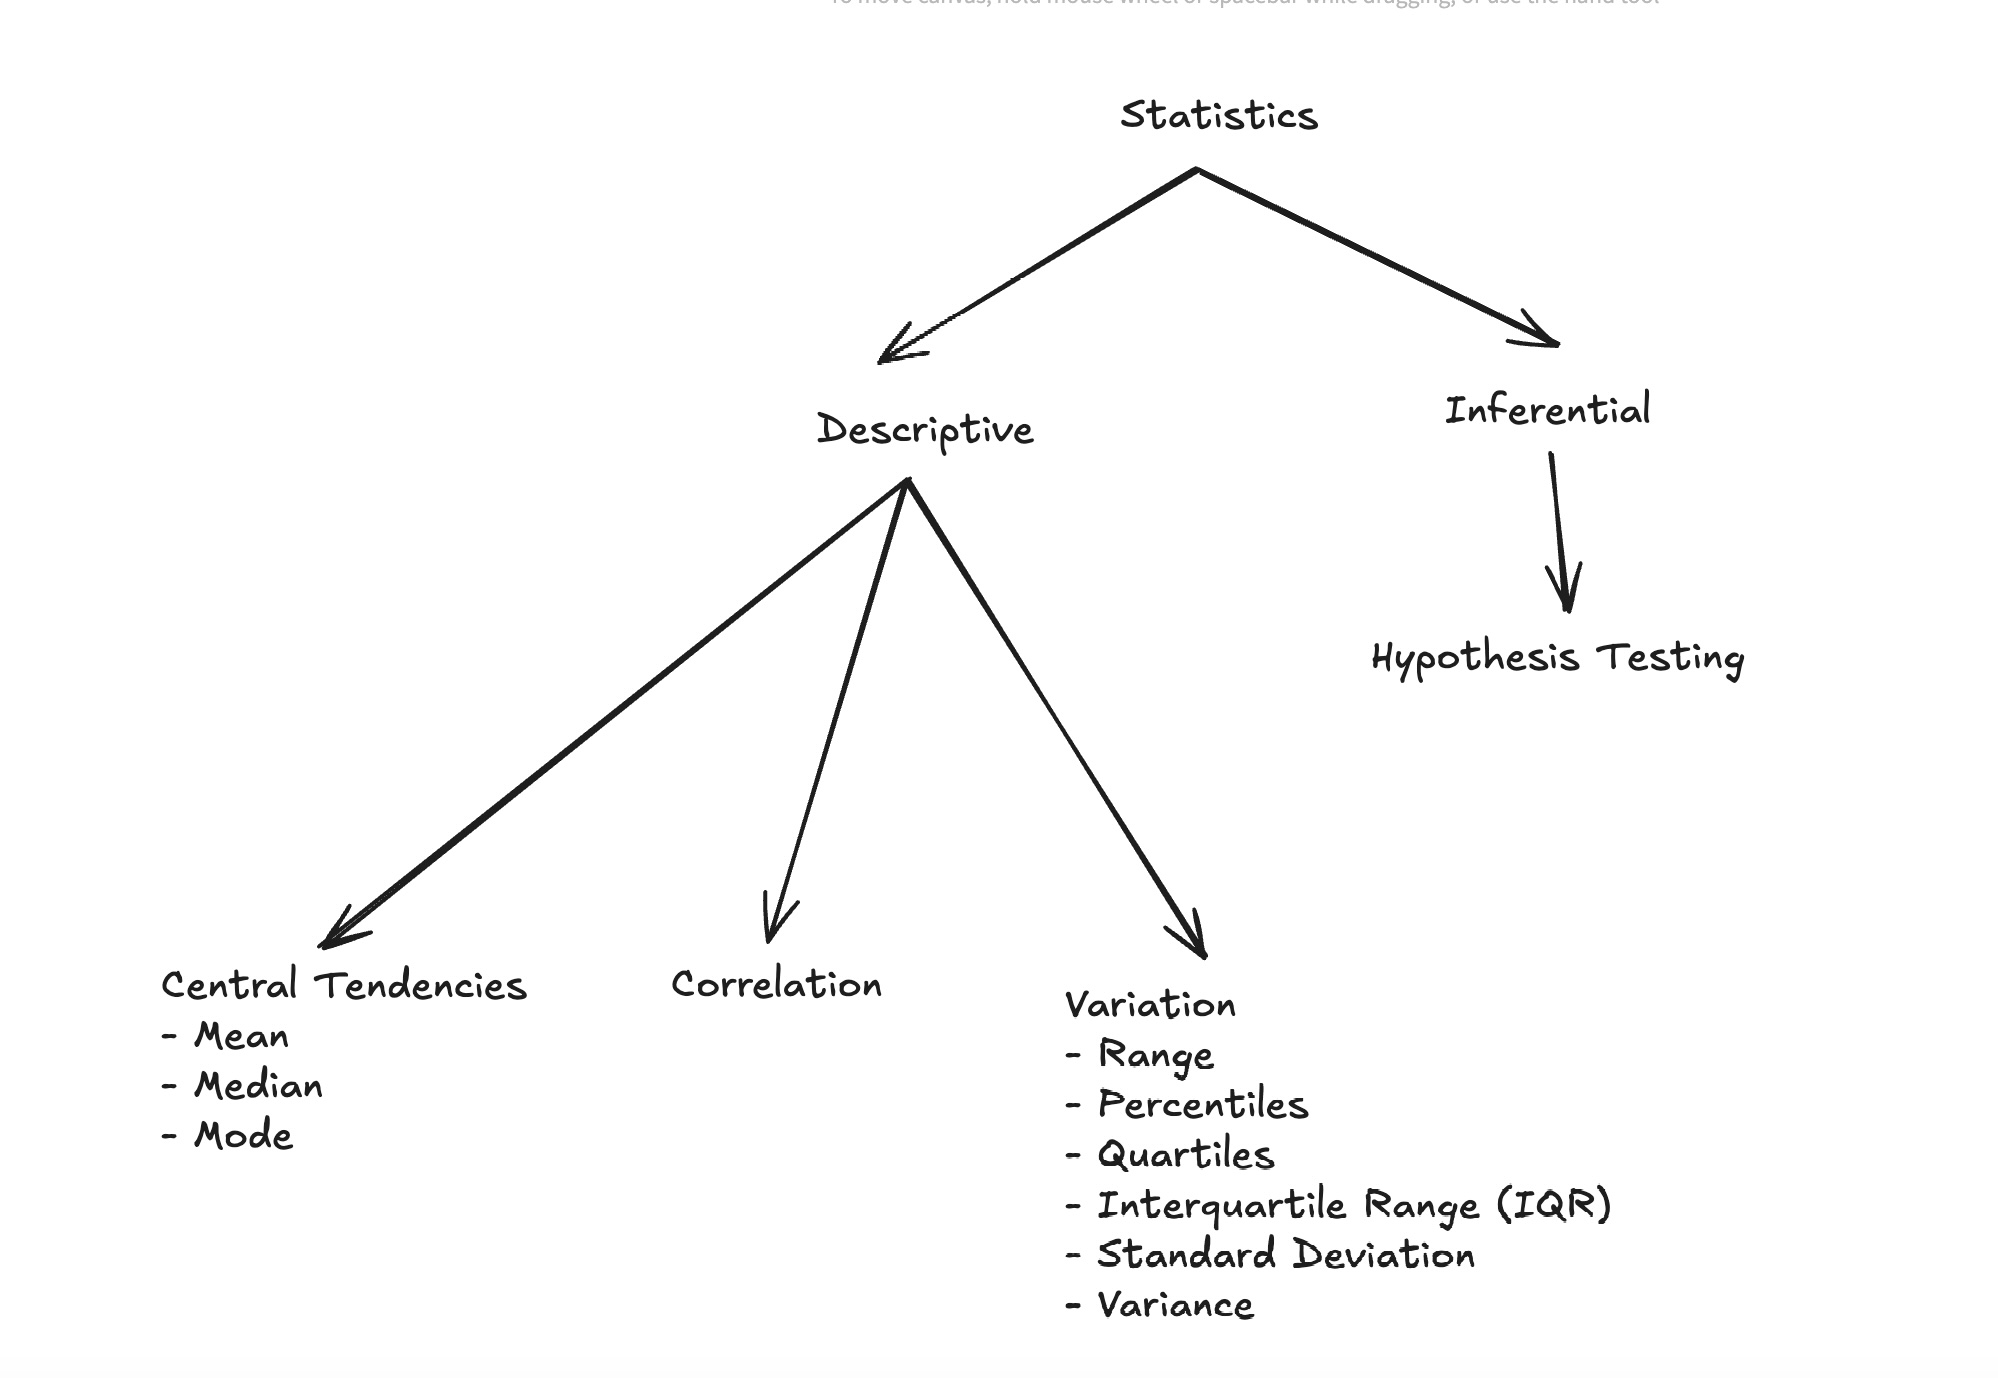 To move canvas, hold mouse wheel or spacebar while dragging, or use the hand tool
Statistics
Descriptive
Inferential
Hypothesis Testing
Central Tendencies
- Mean
- Median
- Mode
Correlation
Variation
- Range
- Percentiles
- Quartiles
- Interquartile Range (IQR)
- Standard Deviation
- Variance